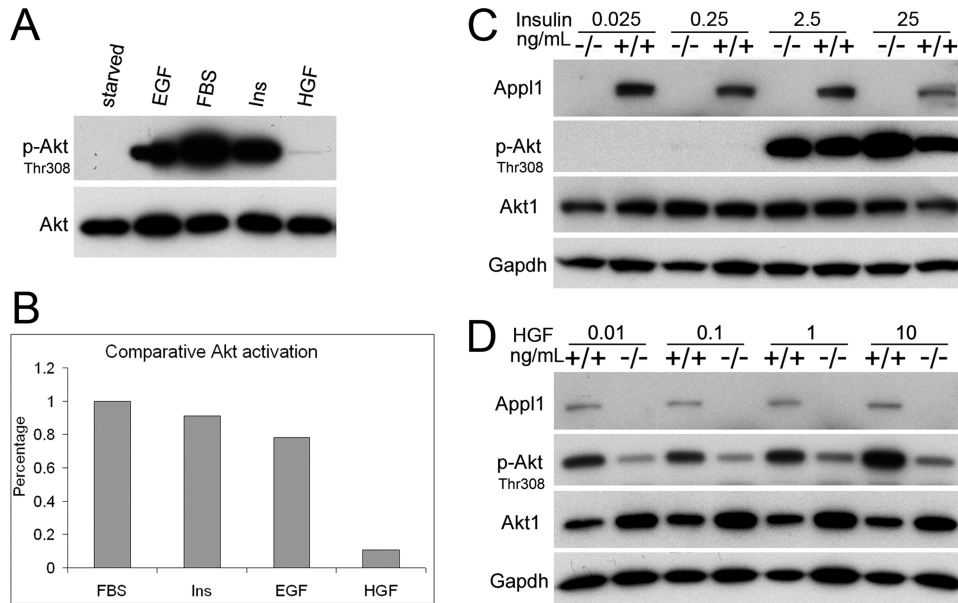 A
starved EGF FBS Ins HGF
p-Akt
Thr308
Akt
B
Comparative Akt activation
Percentage
1.2
1
0.8
0.6
0.4
0.2
0
FBS Ins EGF HGF
C
Insulin 0.025 0.25 2.5 25
ng/mL -/- +/+ -/- +/+ -/- +/+ -/- +/+
Appl1
p-Akt
Thr308
Akt1
Gapdh
D
HGF 0.01 0.1 1 10
ng/mL +/+ -/- +/+ -/- +/+ -/- +/+ -/-
Appl1
p-Akt
Thr308
Akt1
Gapdh